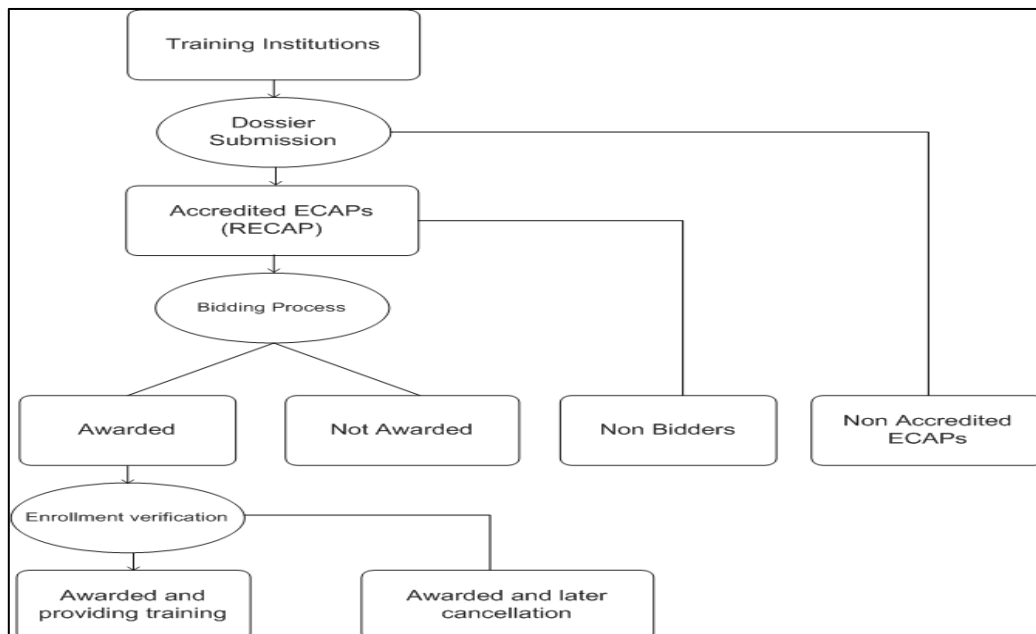 Training Institutions
Dossier
Submission
Accredited ECAPs
(RECAP)
Bidding Process
Awarded
Not Awarded
Non Bidders
Non Accredited
ECAPs
Enrollment verification
Awarded and
providing training
Awarded and later
cancellation